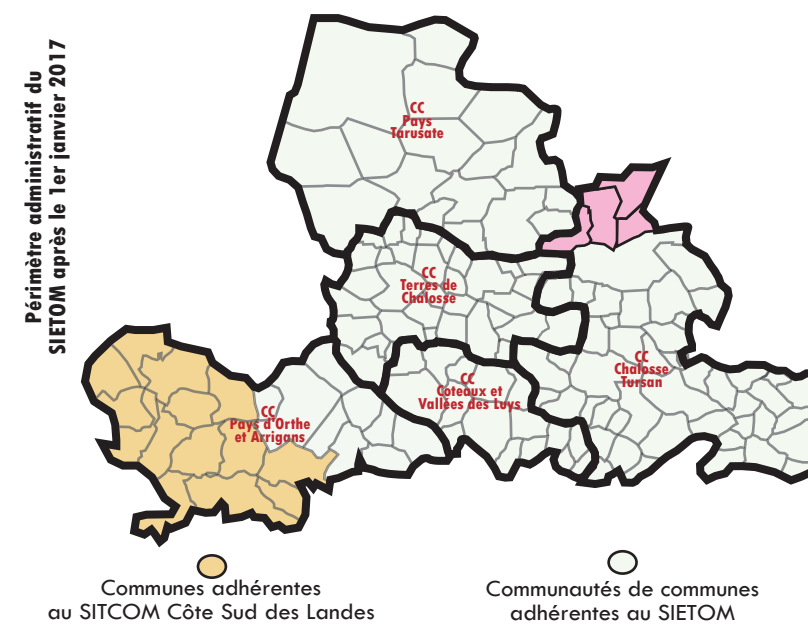 Périmètre administratif du
SIETOM après le 1er janvier 2017
CC
Pays
Tarusate
CC
Terres de
Chalosse
CC
Chalosse
Tursan
CC
Coteaux et
Vallées des Luys
CC
Pays d'Orthe
et Arrigans
Communes adhérentes
au SITCOM Côte Sud des Landes
Communautés de communes
adhérentes au SIETOM